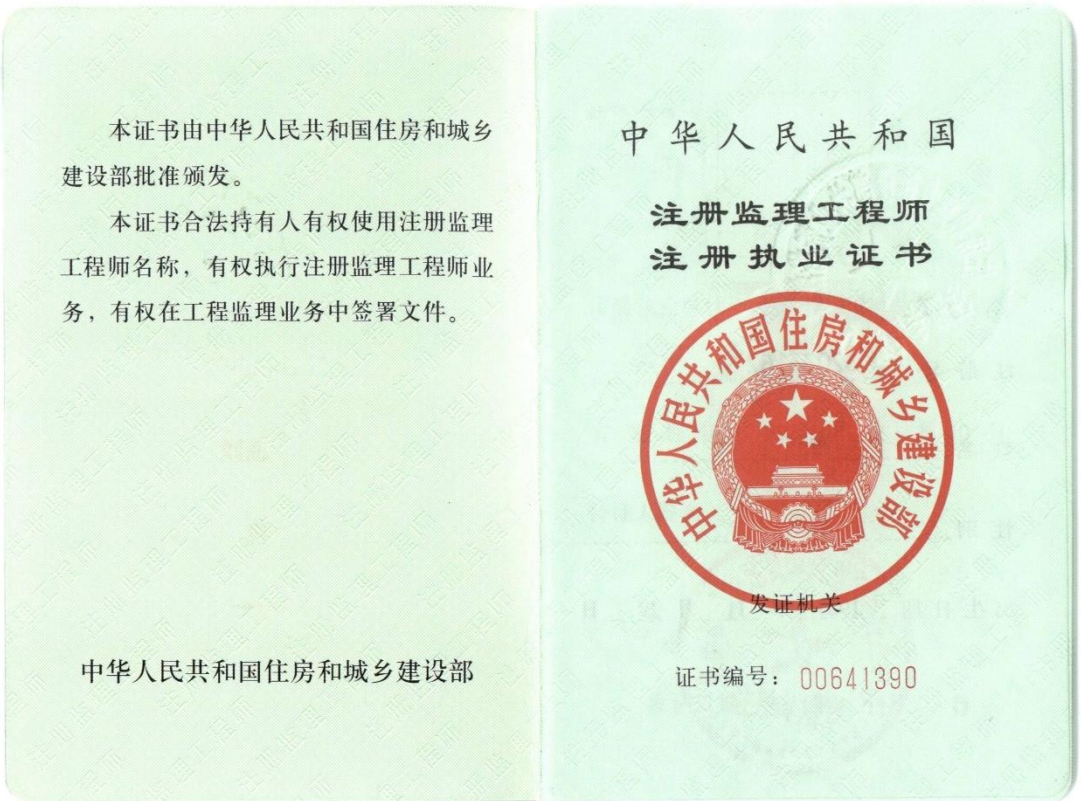 本证书由中华人民共和国住房和城乡
建设部批准颁发。
本证书合法持有人有权使用注册监理
工程师名称，有权执行注册监理工程师业
务，有权在工程监理业务中签署文件。
中华人民共和国住房和城乡建设部
中华人民共和国
注册监理工程师
注册执业证书
中华人民共和国住房和城乡建设部
发证机关
证书编号：00641390